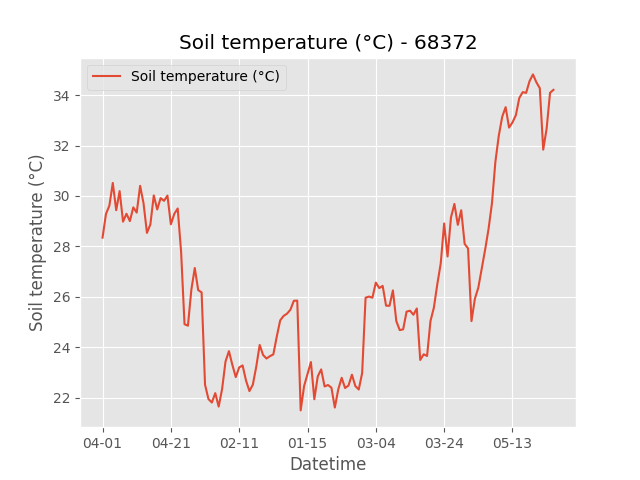 Soil temperature (°C) - 68372
Soil temperature (°C)
Soil temperature (°C)
34
32
30
28
26
24
22
04-01 04-21 02-11 01-15 03-04 03-24 05-13
Datetime